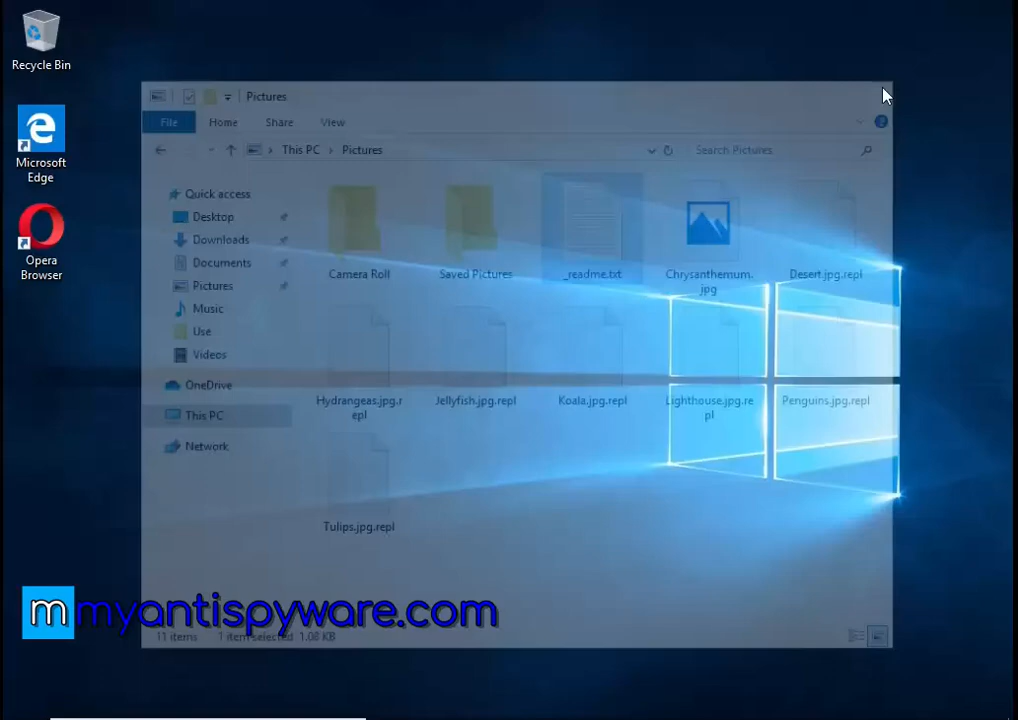 Recycle Bin
Microsoft
Edge
Opera
Browser
Pictures
File Home Share View
This PC Pictures
Search Pictures
Quick access
Desktop
Downloads
Documents
Pictures
Music
Use
Videos
OneDrive
This PC
Network
Camera Roll
Saved Pictures
_readme.txt
Chrysanthemum.
jpg
Desert.jpg.repl
Hydrangeas.jpg.r
epl
Jellyfish.jpg.repl
Koala.jpg.repl
Lighthouse.jpg.re
pl
Penguins.jpg.repl
Tulips.jpg.repl
m myantispyware.com
11 items 1 item selected 1.08 KB